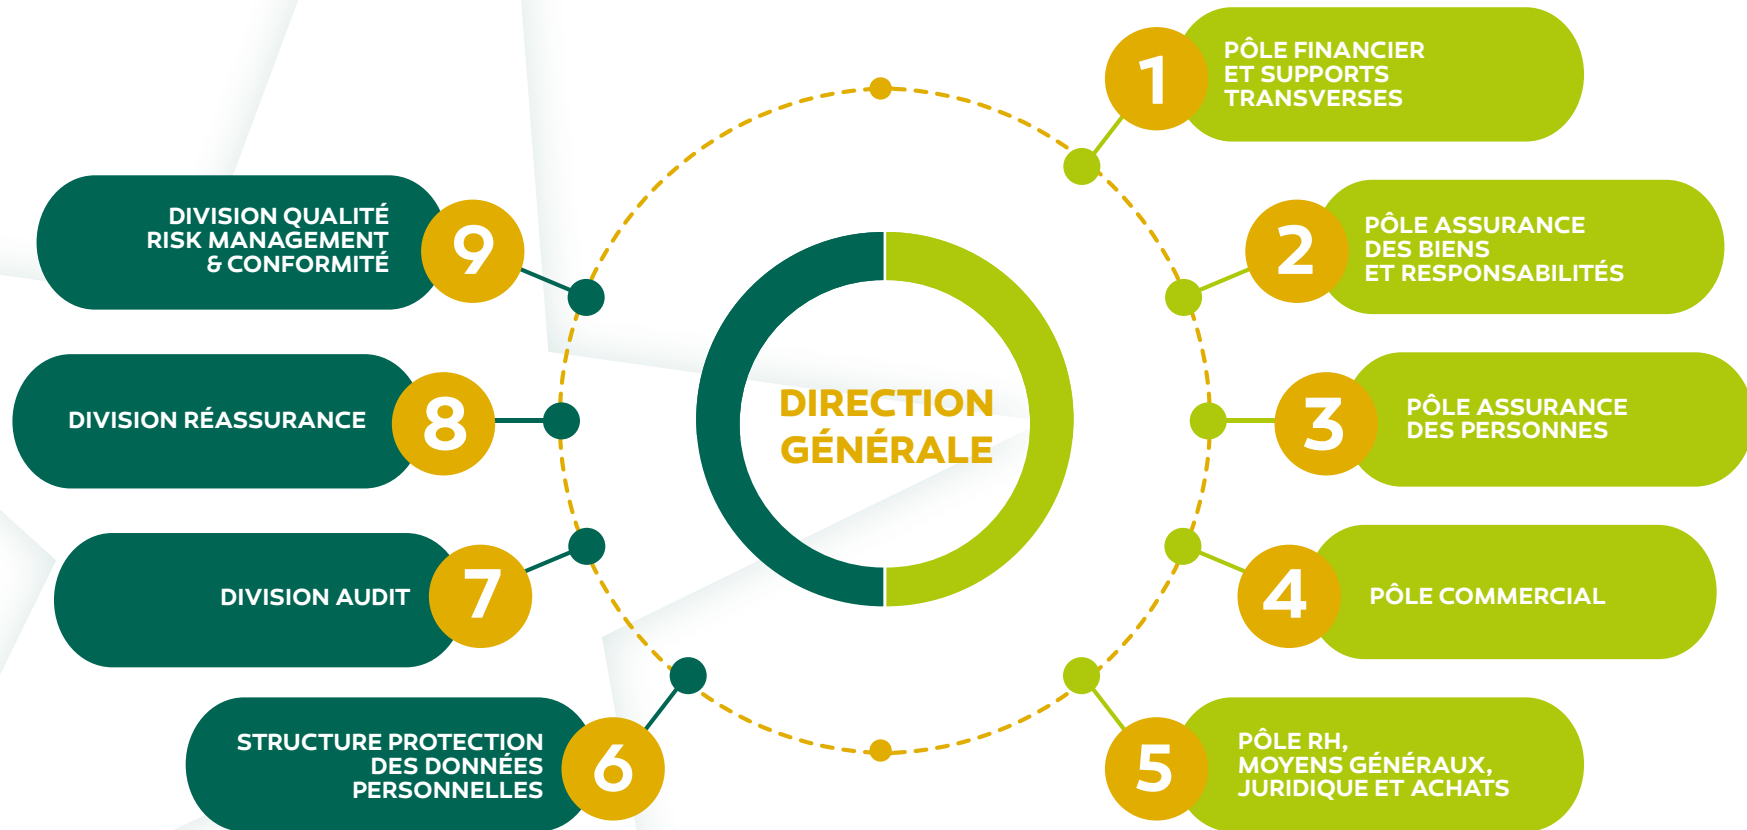 1
PÔLE FINANCIER
ET SUPPORTS
TRANSVERSES
2
PÔLE ASSURANCE
DES BIENS
ET RESPONSABILITÉS
3
PÔLE ASSURANCE
DES PERSONNES
4
PÔLE COMMERCIAL
5
PÔLE RH,
MOYENS GÉNÉRAUX,
JURIDIQUE ET ACHATS
6
STRUCTURE PROTECTION
DES DONNÉES
PERSONNELLES
7
DIVISION AUDIT
8
DIVISION RÉASSURANCE
9
DIVISION QUALITÉ
RISK MANAGEMENT
& CONFORMITÉ
DIRECTION
GÉNÉRALE